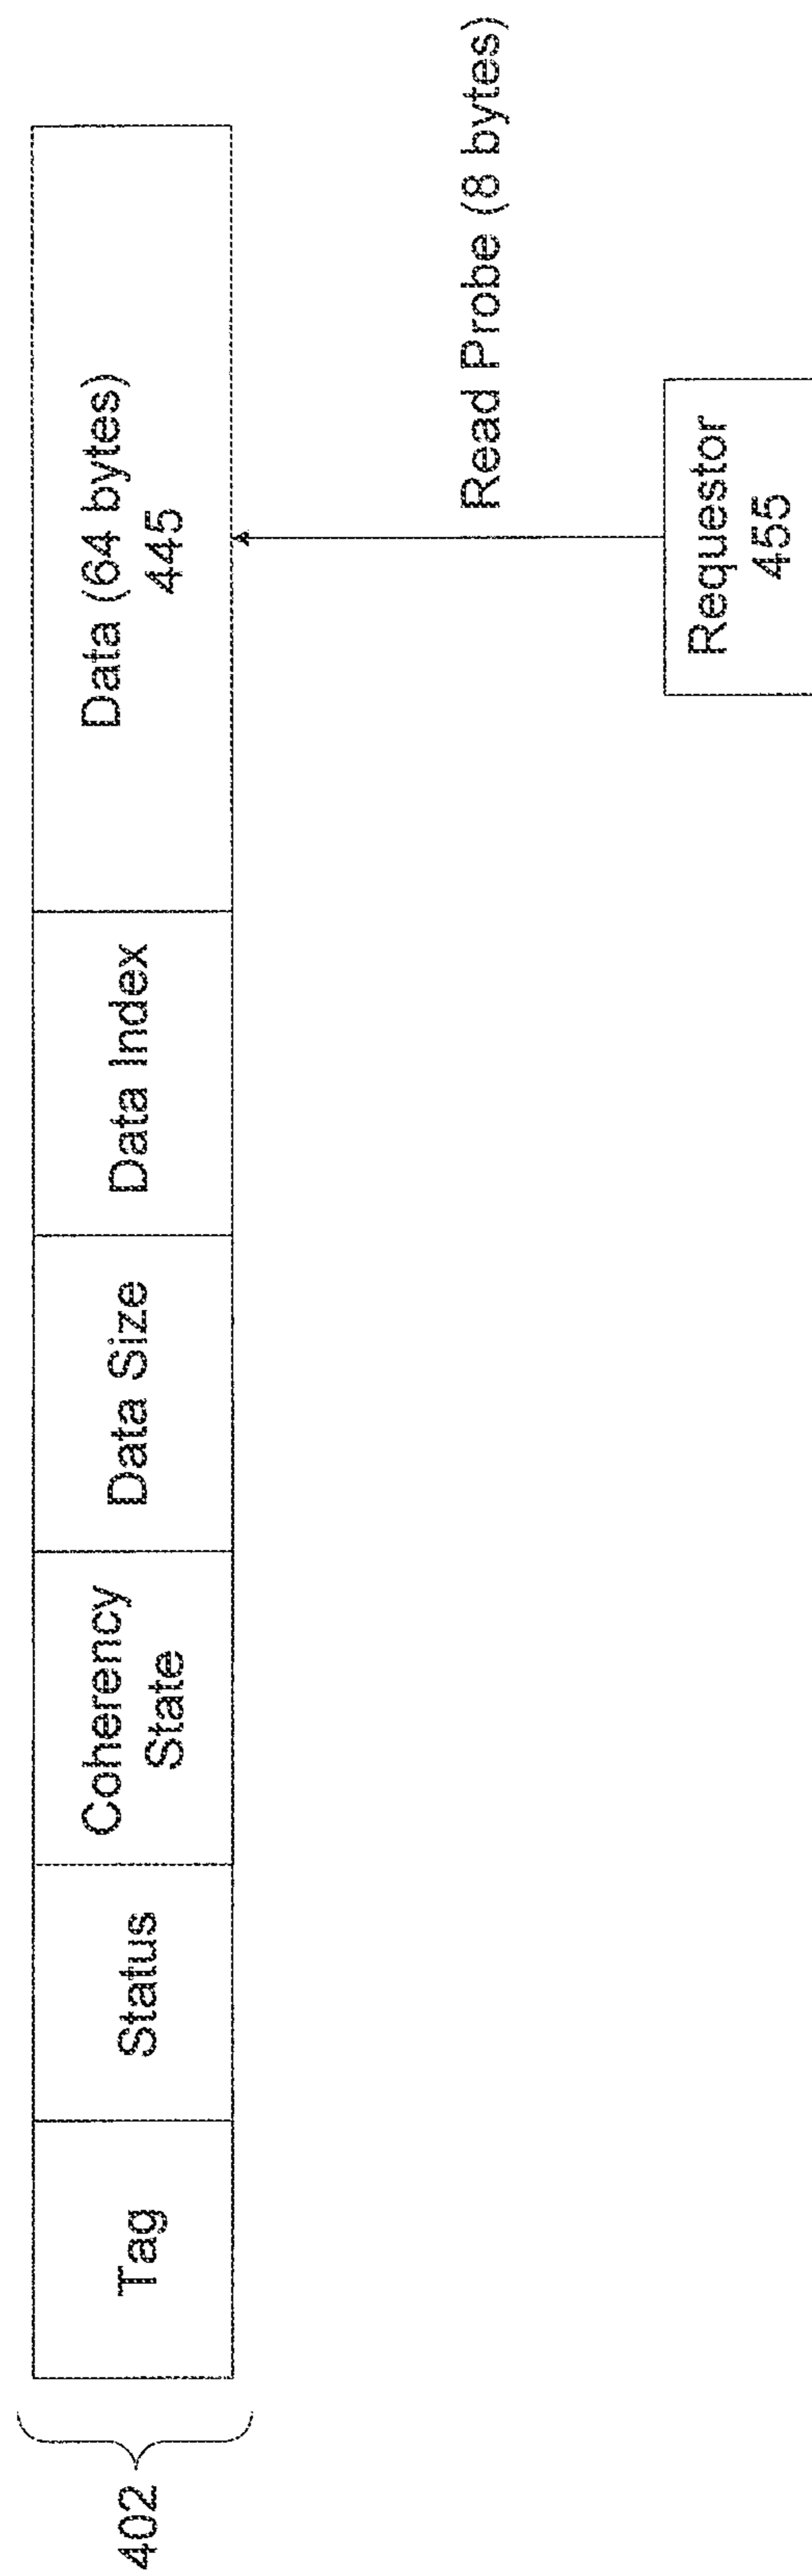 402
Tag
Status
Coherency
State
Data Size
Data Index
Data (64 bytes)
445
Read Probe (8 bytes)
Requestor
455